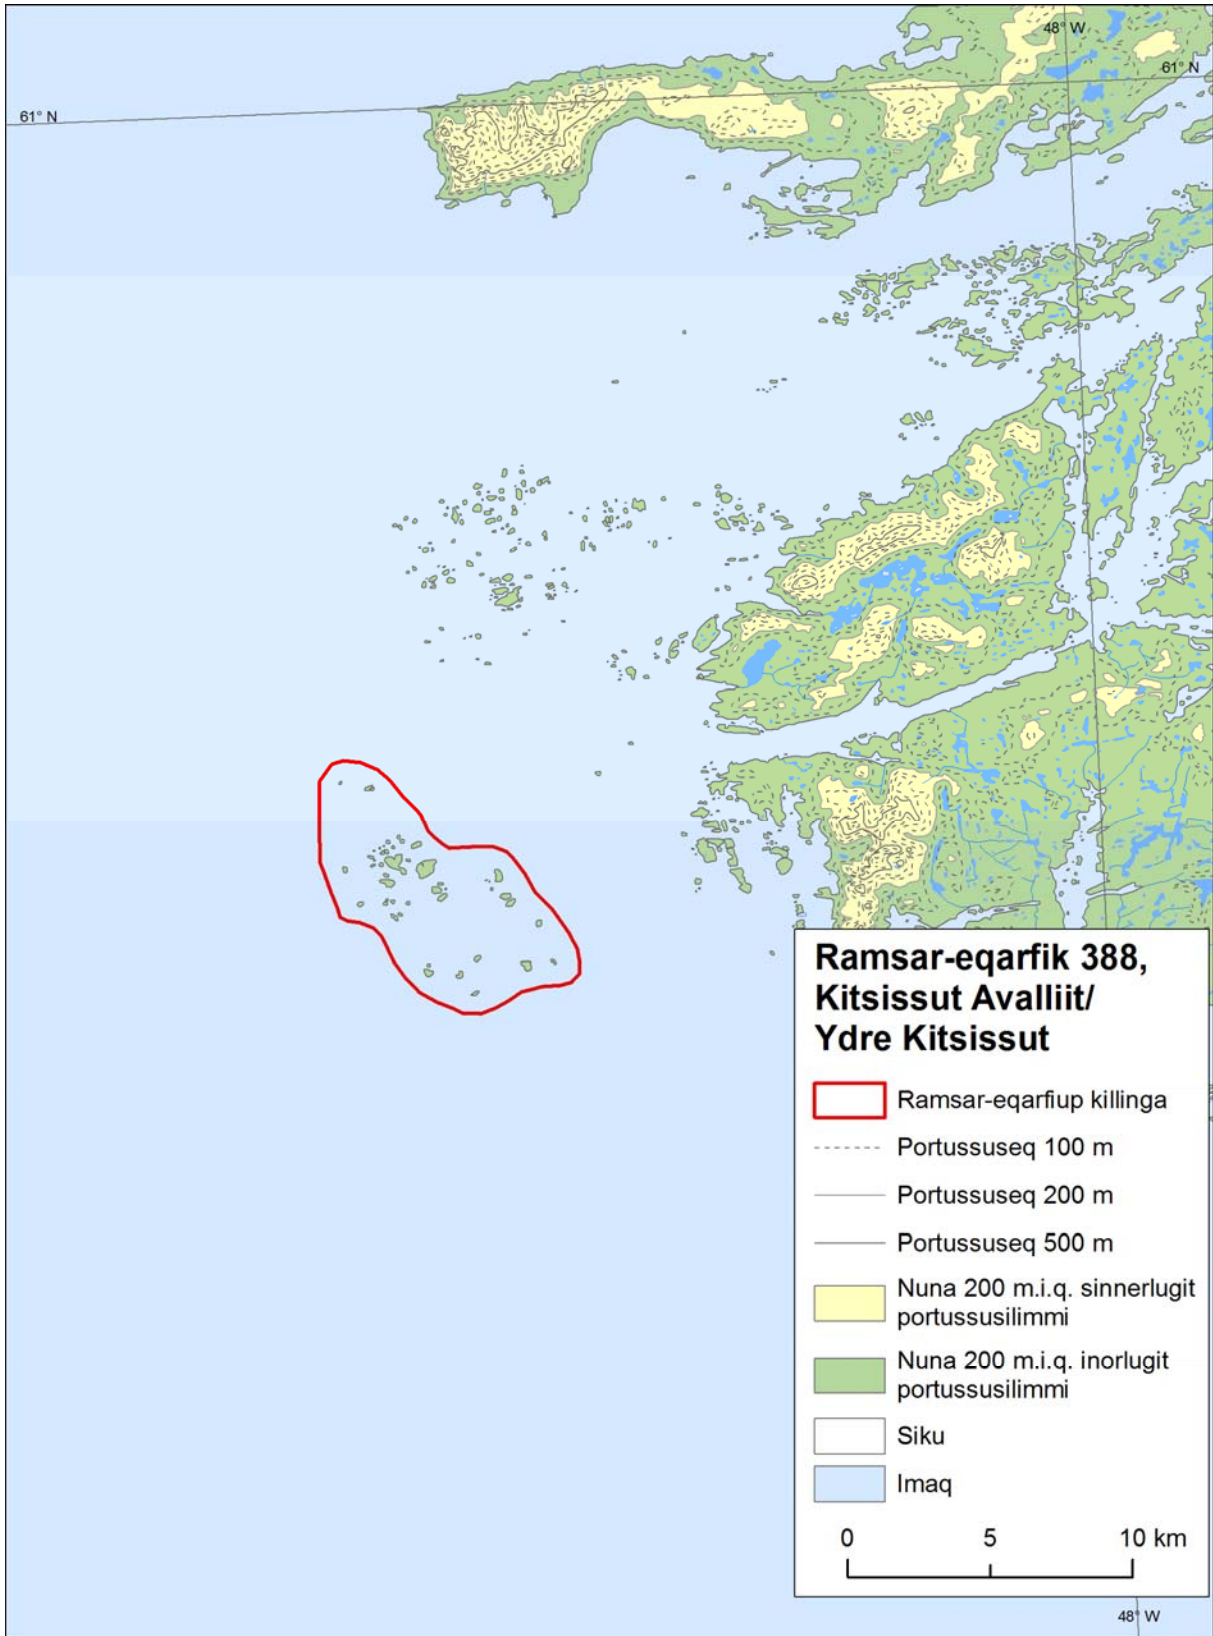 48° W
61° N
61° N
Ramsar-eqarfik 388,
Kitsissut Avalliit/
Ydre Kitsissut
Ramsar-eqarfiup killinga
Portussuseq 100 m
Portussuseq 200 m
Portussuseq 500 m
Nuna 200 m.i.q. sinnerlugit
portussusilimmi
Nuna 200 m.i.q. inorlugit
portussusilimmi
Siku
Imaq
0 5 10 km
48° W